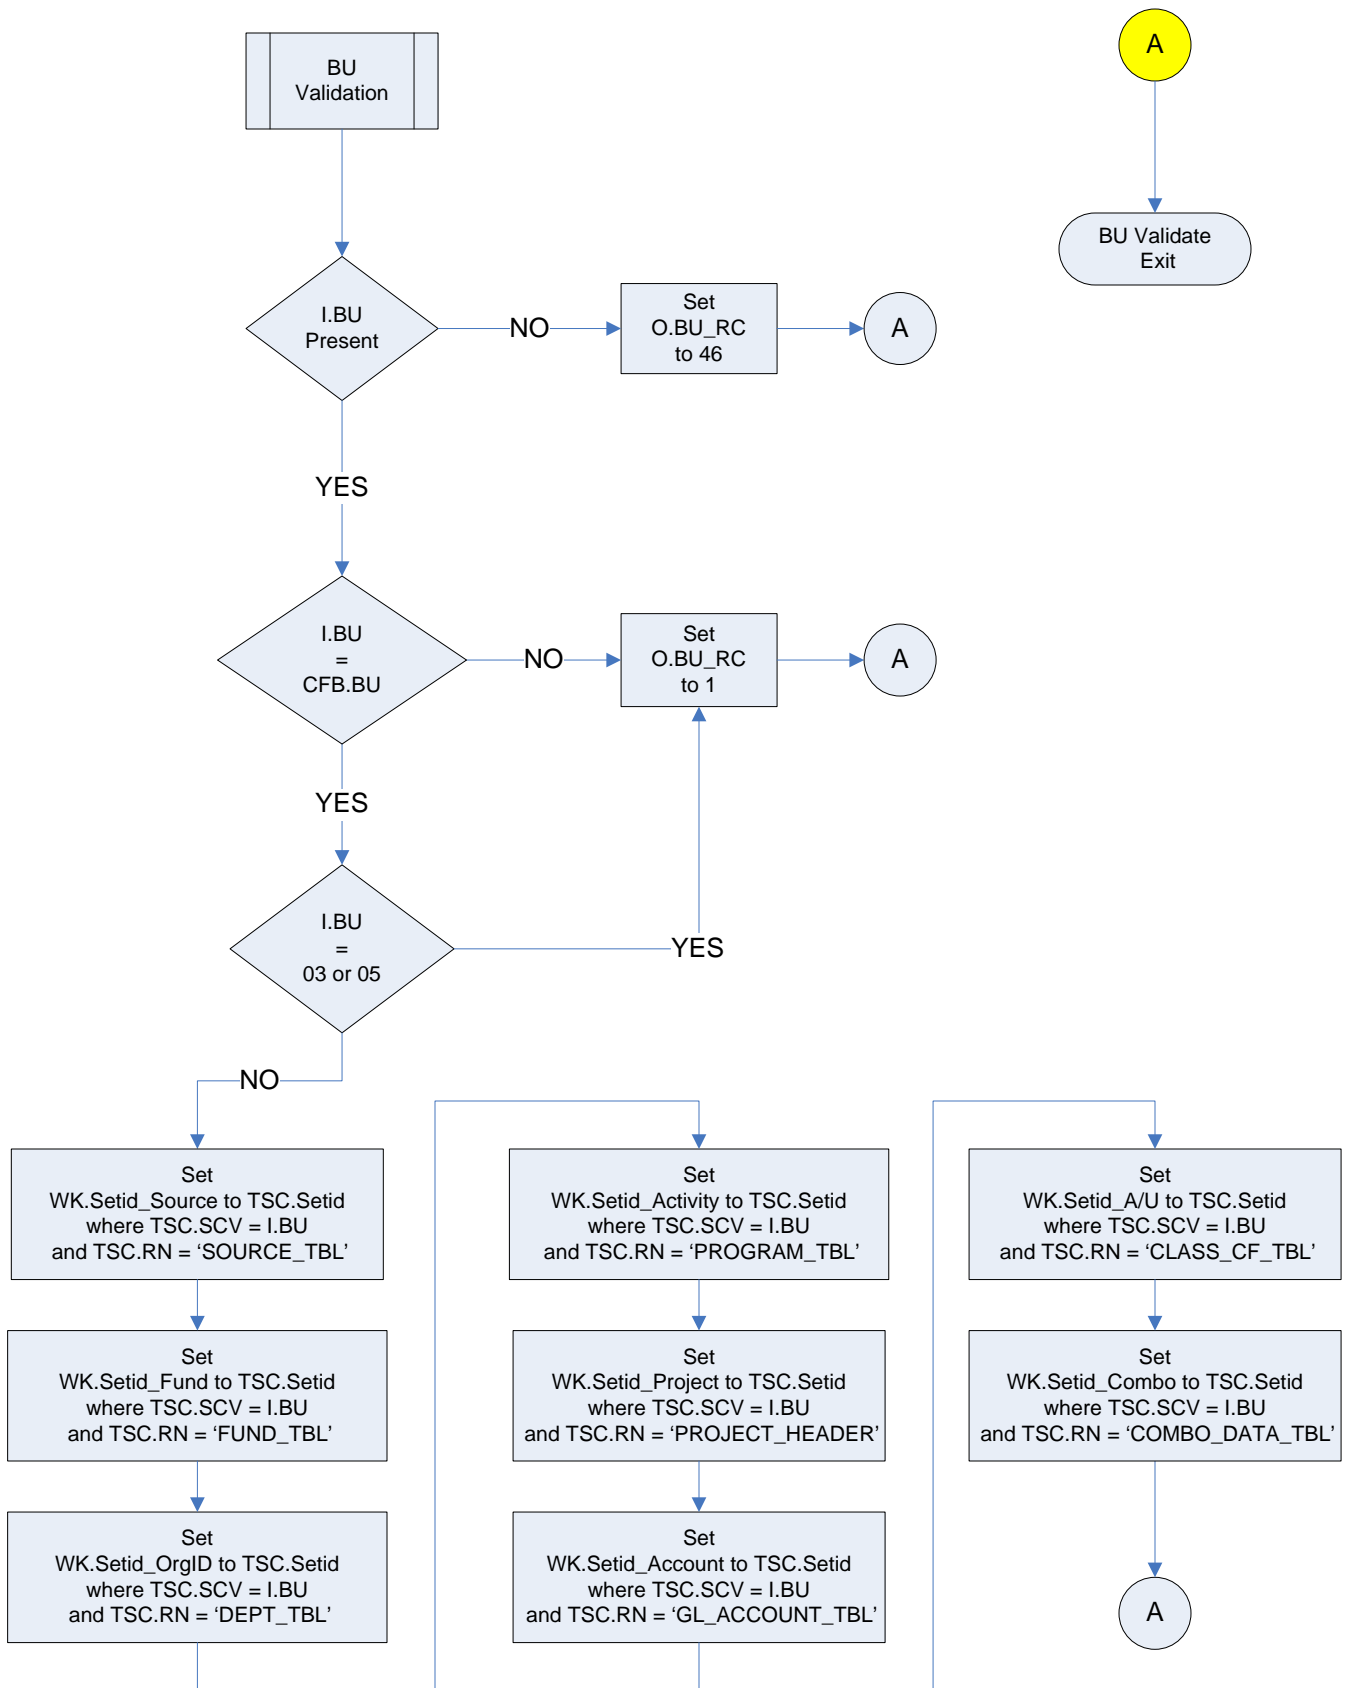 BU
Validation
A
BU Validate
Exit
I.BU
Present
NO
Set
O.BU_RC
to 46
A
YES
I.BU
=
CFB.BU
NO
Set
O.BU_RC
to 1
A
YES
I.BU
=
03 or 05
YES
NO
Set
WK.Setid_Source to TSC.Setid
where TSC.SCV = I.BU
and TSC.RN = ‘SOURCE_TBL’
Set
WK.Setid_Fund to TSC.Setid
where TSC.SCV = I.BU
and TSC.RN = ‘FUND_TBL’
Set
WK.Setid_OrgID to TSC.Setid
where TSC.SCV = I.BU
and TSC.RN = ‘DEPT_TBL’
Set
WK.Setid_Activity to TSC.Setid
where TSC.SCV = I.BU
and TSC.RN = ‘PROGRAM_TBL’
Set
WK.Setid_Project to TSC.Setid
where TSC.SCV = I.BU
and TSC.RN = ‘PROJECT_HEADER’
Set
WK.Setid_Account to TSC.Setid
where TSC.SCV = I.BU
and TSC.RN = ‘GL_ACCOUNT_TBL’
Set
WK.Setid_A/U to TSC.Setid
where TSC.SCV = I.BU
and TSC.RN = ‘CLASS_CF_TBL’
Set
WK.Setid_Combo to TSC.Setid
where TSC.SCV = I.BU
and TSC.RN = ‘COMBO_DATA_TBL’
A